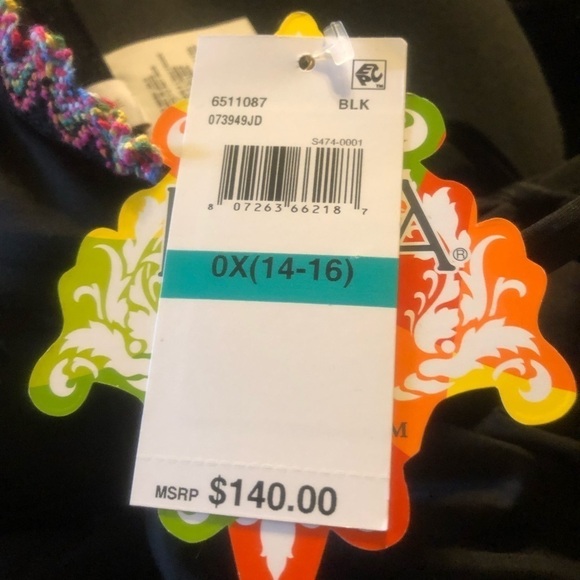 6511087 BLK
073949JD
S474-0001
8 07263 66218 7
A®
0X(14-16)
M
MSRP $140.00